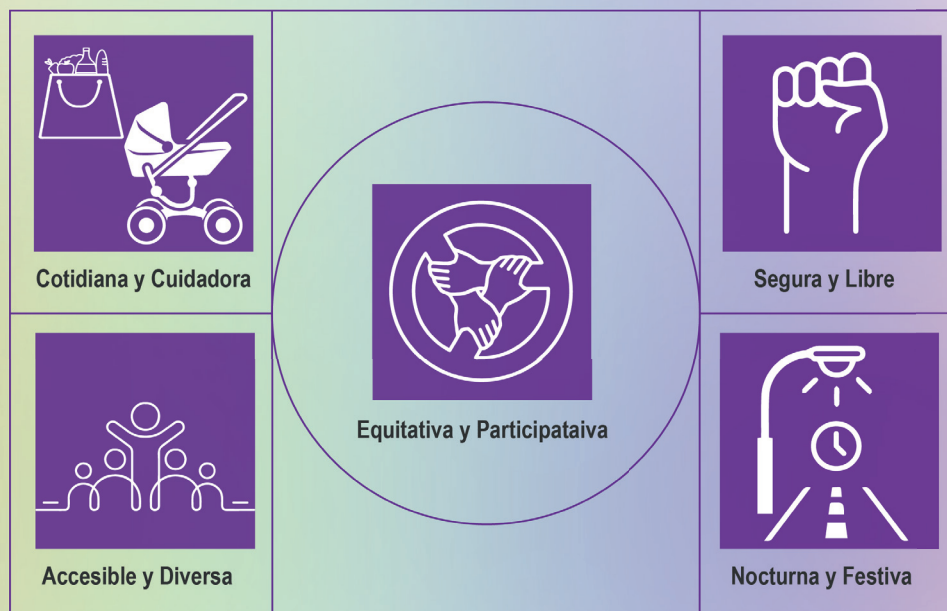 Cotidiana y Cuidadora
Segura y Libre
Equitativa y Participataiva
Accesible y Diversa
Nocturna y Festiva